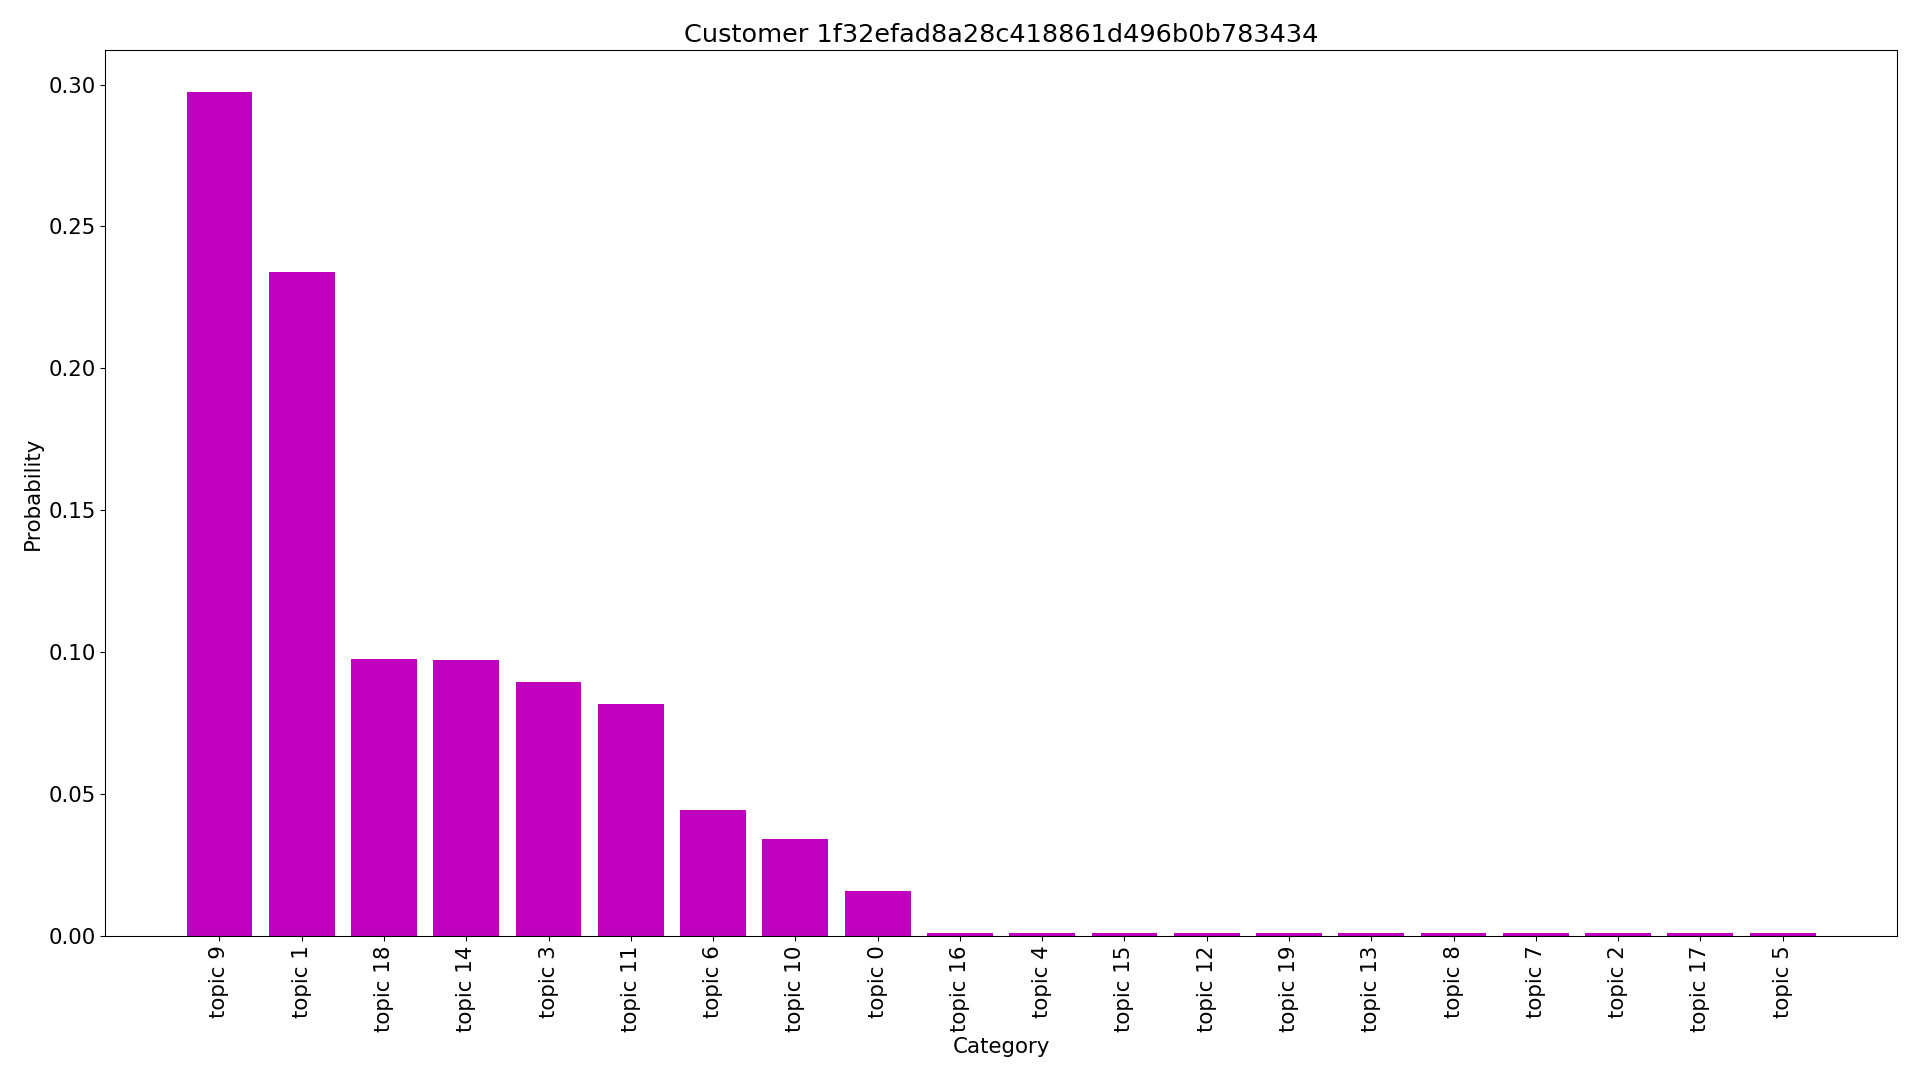 Customer 1f32efad8a28c418861d496b0b783434
0.30
0.25
0.20
0.15
0.10
0.05
0.00
Probability
topic 9
topic 1
topic 18
topic 14
topic 3
topic 11
topic 6
topic 10
topic 0
topic 16
topic 4
topic 15
topic 12
topic 19
topic 13
topic 8
topic 7
topic 2
topic 17
topic 5
Category